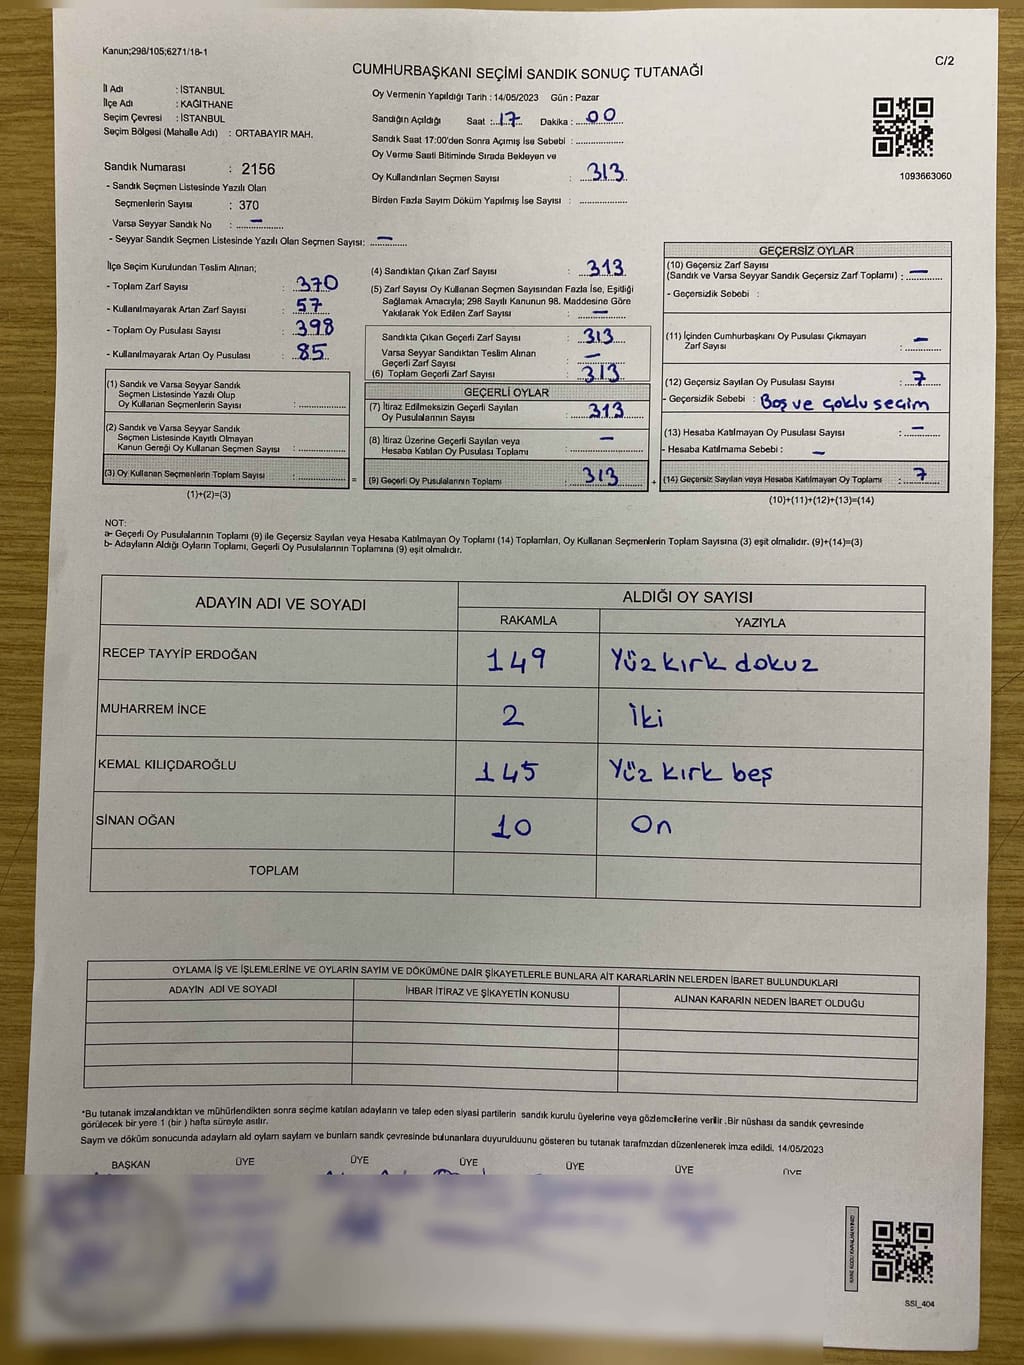 Kanun;298/105;6271/18-1
C/2
CUMHURBAŞKANI SEÇİMİ SANDIK SONUÇ TUTANAĞI
İl Adı : İSTANBUL
İlçe Adı : KAĞITHANE
Seçim Çevresi : İSTANBUL
Seçim Bölgesi (Mahalle Adı) : ORTABAYIR MAH.
Oy Vermenin Yapıldığı Tarih : 14/05/2023 Gün : Pazar
Sandığın Açıldığı Saat : 17 Dakika : 00
Sandık Saat 17:00'den Sonra Açımış İse Sebebi :
Oy Verme Saati Bitiminde Sırada Bekleyen ve
Oy Kullandırılan Seçmen Sayısı : 313
Birden Fazla Sayım Döküm Yapılmış İse Sayısı :
1093663060
Sandık Numarası : 2156
- Sandık Seçmen Listesinde Yazılı Olan
Seçmenlerin Sayısı : 370
Varsa Seyyar Sandık No : –
- Seyyar Sandık Seçmen Listesinde Yazılı Olan Seçmen Sayısı: –
İlçe Seçim Kurulundan Teslim Alınan;
- Toplam Zarf Sayısı : 370
- Kullanılmayarak Artan Zarf Sayısı : 57
- Toplam Oy Pusulası Sayısı : 398
- Kullanılmayarak Artan Oy Pusulası : 85
(1) Sandık ve Varsa Seyyar Sandık
Seçmen Listesinde Yazılı Olup
Oy Kullanan Seçmenlerin Sayısı :
(2) Sandık ve Varsa Seyyar Sandık
Seçmen Listesinde Kayıtlı Olmayan
Kanun Gereği Oy Kullanan Seçmen Sayısı :
(3) Oy Kullanan Seçmenlerin Toplam Sayısı :
(1)+(2)=(3)
(4) Sandıktan Çıkan Zarf Sayısı : 313
(5) Zarf Sayısı Oy Kullanan Seçmen Sayısından Fazla İse, Eşitliği
Sağlamak Amacıyla; 298 Sayılı Kanunun 98. Maddesine Göre
Yakılarak Yok Edilen Zarf Sayısı : –
Sandıkta Çıkan Geçerli Zarf Sayısı : 313
Varsa Seyyar Sandıktan Teslim Alınan
Geçerli Zarf Sayısı : –
(6) Toplam Geçerli Zarf Sayısı : 313
GEÇERLİ OYLAR
(7) İtiraz Edilmeksizin Geçerli Sayılan
Oy Pusulalarının Sayısı : 313
(8) İtiraz Üzerine Geçerli Sayılan veya
Hesaba Katılan Oy Pusulası Toplamı : –
= (9) Geçerli Oy Pusulalarının Toplamı : 313 +
GEÇERSİZ OYLAR
(10) Geçersiz Zarf Sayısı
(Sandık ve Varsa Seyyar Sandık Geçersiz Zarf Toplamı) : –
- Geçersizlik Sebebi :
(11) İçinden Cumhurbaşkanı Oy Pusulası Çıkmayan
Zarf Sayısı : –
(12) Geçersiz Sayılan Oy Pusulası Sayısı : 7
- Geçersizlik Sebebi : Boş ve çoklu seçim
(13) Hesaba Katılmayan Oy Pusulası Sayısı : –
- Hesaba Katılmama Sebebi : –
(14) Geçersiz Sayılan veya Hesaba Katılmayan Oy Toplamı : 7
(10)+(11)+(12)+(13)=(14)
NOT:
a- Geçerli Oy Pusulalarının Toplamı (9) ile Geçersiz Sayılan veya Hesaba Katılmayan Oy Toplamı (14) Toplamları, Oy Kullanan Seçmenlerin Toplam Sayısına (3) eşit olmalıdır. (9)+(14)=(3)
b- Adayların Aldığı Oyların Toplamı, Geçerli Oy Pusulalarının Toplamına (9) eşit olmalıdır.
ADAYIN ADI VE SOYADI
ALDIĞI OY SAYISI
RAKAMLA YAZIYLA
RECEP TAYYİP ERDOĞAN 149 Yüz kırk dokuz
MUHARREM İNCE 2 iki
KEMAL KILIÇDAROĞLU 145 Yüz kırk beş
SİNAN OĞAN 10 On
TOPLAM
OYLAMA İŞ VE İŞLEMLERİNE VE OYLARIN SAYIM VE DÖKÜMÜNE DAİR ŞİKAYETLERLE BUNLARA AİT KARARLARIN NELERDEN İBARET BULUNDUKLARI
ADAYIN ADI VE SOYADI İHBAR İTİRAZ VE ŞİKAYETİN KONUSU ALINAN KARARIN NEDEN İBARET OLDUĞU
*Bu tutanak imzalandıktan ve mühürlendikten sonra seçime katılan adayların ve talep eden siyasi partilerin sandık kurulu üyelerine veya gözlemcilerine verilir .Bir nüshası da sandık çevresinde
görülecek bir yere 1 (bir ) hafta süreyle asılır.
Sayım ve döküm sonucunda adayların ald oyların sayların ve bunların sandk çevresinde bulunanlara duyurulduunu gösteren bu tutanak tarafmzdan düzenlenerek imza edildi. 14/05/2023
BAŞKAN ÜYE ÜYE ÜYE ÜYE ÜYE ÜYE
SSI_404